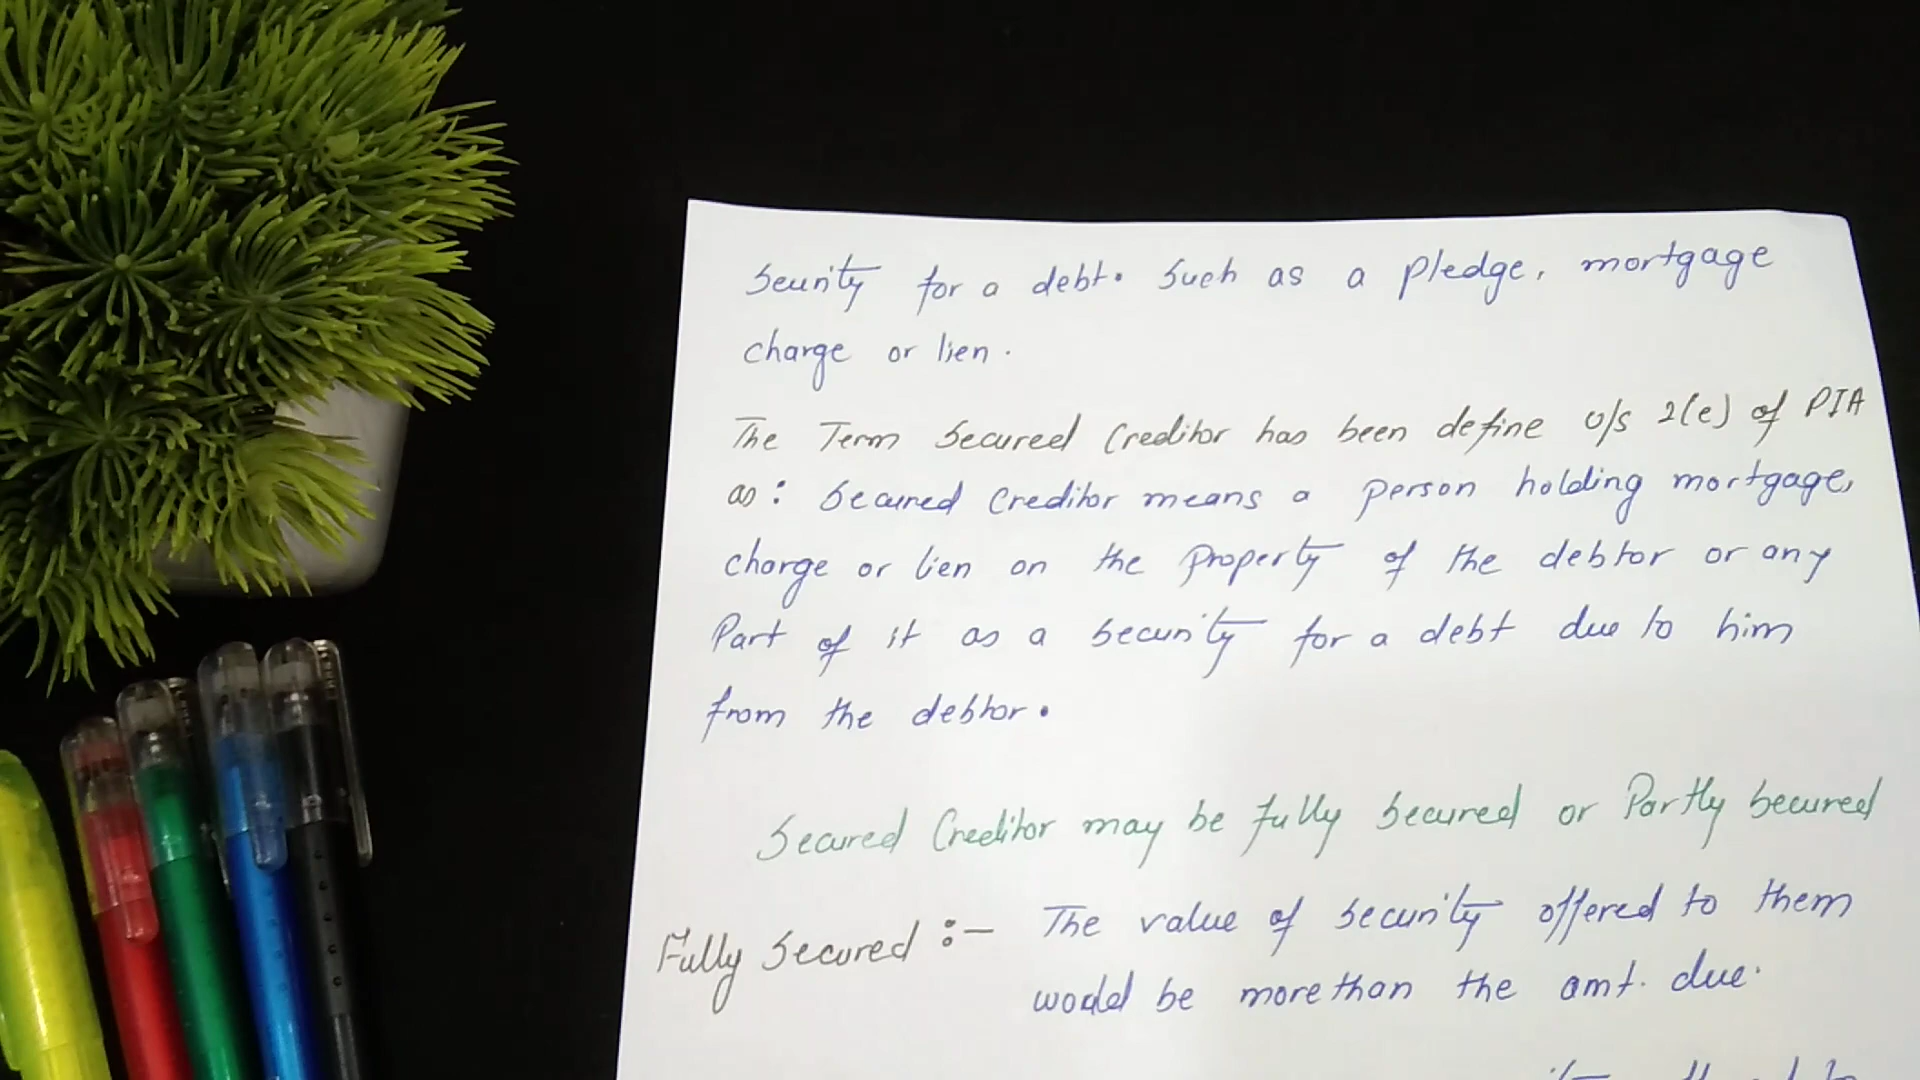 Seurity for a debt. Such as a pledge, mortgage
charge or lien.
The Term Secured Creditor has been define u/s 2(e) of PIA
as: Secured Creditor means a person holding mortgage,
charge or lien on the property of the debtor or any
Part of it as a security for a debt due to him
from the debtor.
Secured Creditor may be fully secured or Partly secured
Fully Secured :- The value of security offered to them
would be more than the amt. due.